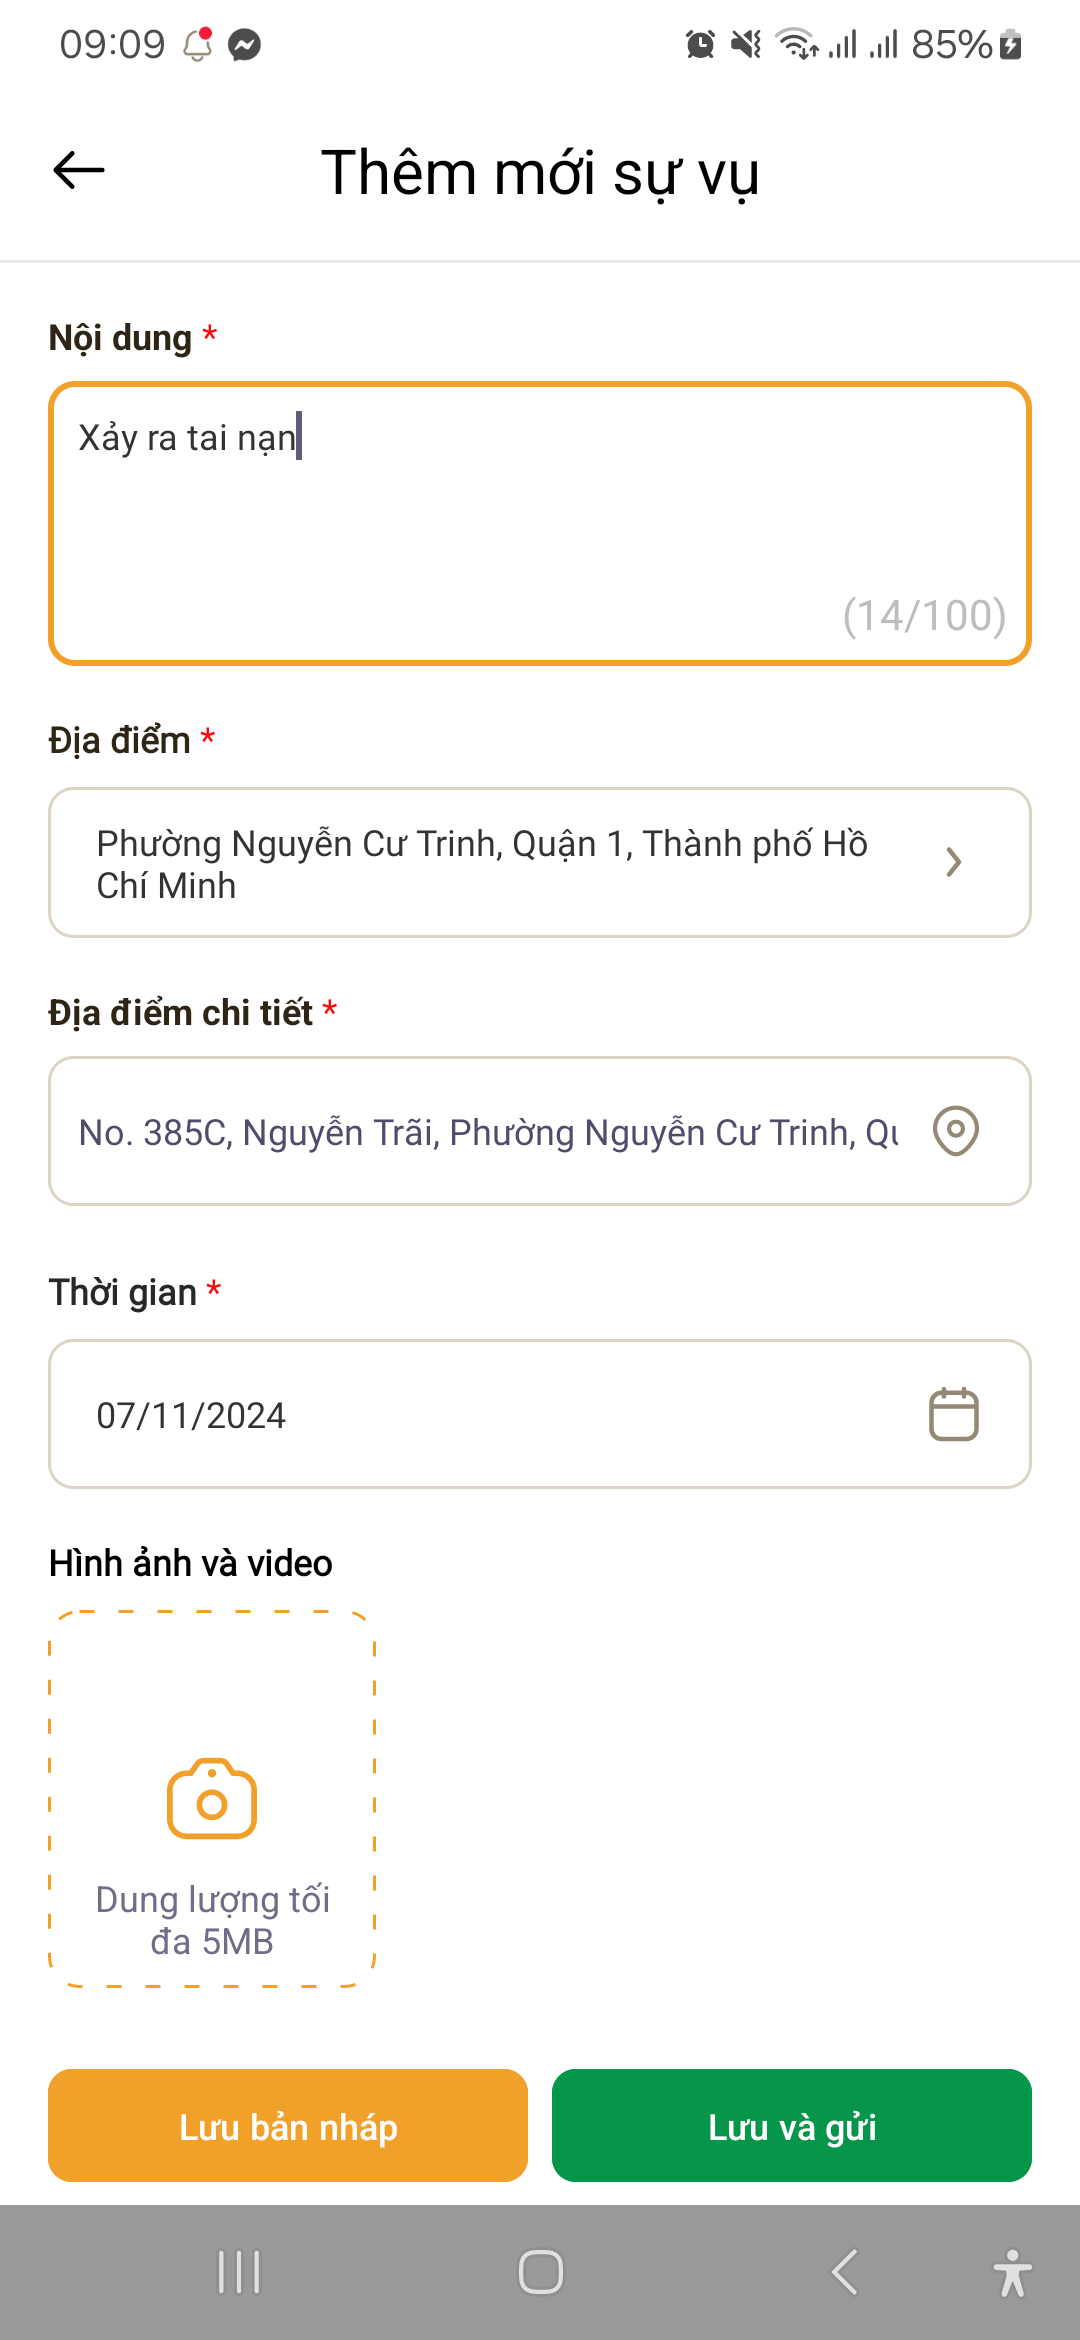 09:09
85%
Thêm mới sự vụ
Nội dung *
Xảy ra tai nạn
(14/100)
Địa điểm *
Phường Nguyễn Cư Trinh, Quận 1, Thành phố Hồ
Chí Minh
Địa điểm chi tiết *
No. 385C, Nguyễn Trãi, Phường Nguyễn Cư Trinh,
Thời gian *
07/11/2024
Hình ảnh và video
Dung lượng tối
đa 5MB
Lưu bản nháp
Lưu và gửi